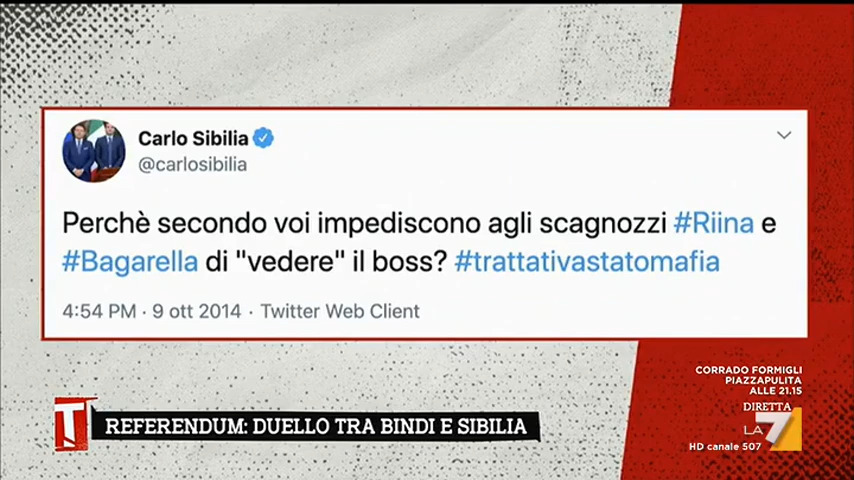 Carlo Sibilia
@carlosibilia
Perchè secondo voi impediscono agli scagnozzi #Riina e
#Bagarella di "vedere" il boss? #trattativastatomafia
4:54 PM · 9 ott 2014 · Twitter Web Client
CORRADO FORMIGLI
PIAZZAPULITA
ALLE 21.15
DIRETTA
LA7
HD canale 507
T
REFERENDUM: DUELLO TRA BINDI E SIBILIA